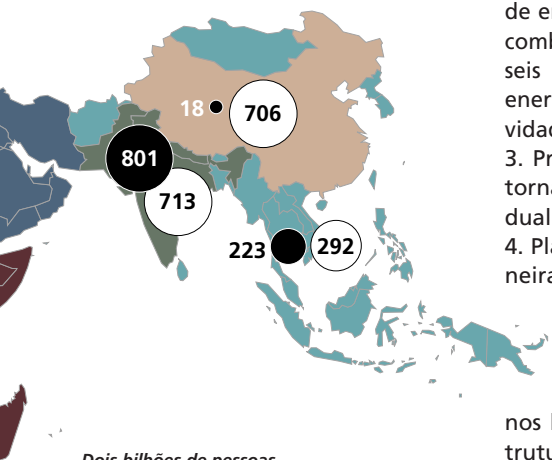 18
706
801
713
223
292
Dois bilhões de pessoas
de
comb
seis
ener
vidad
3. Pr
torna
dual
4. Pla
neira
nos
trutu